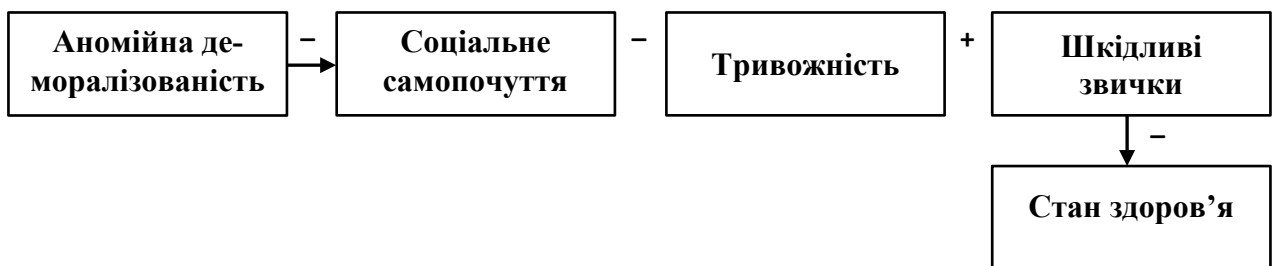 Аномійна де-
моралізованість
–
Соціальне
самопочуття
–
Тривожність
+
Шкідливі
звички
–
Стан здоров’я